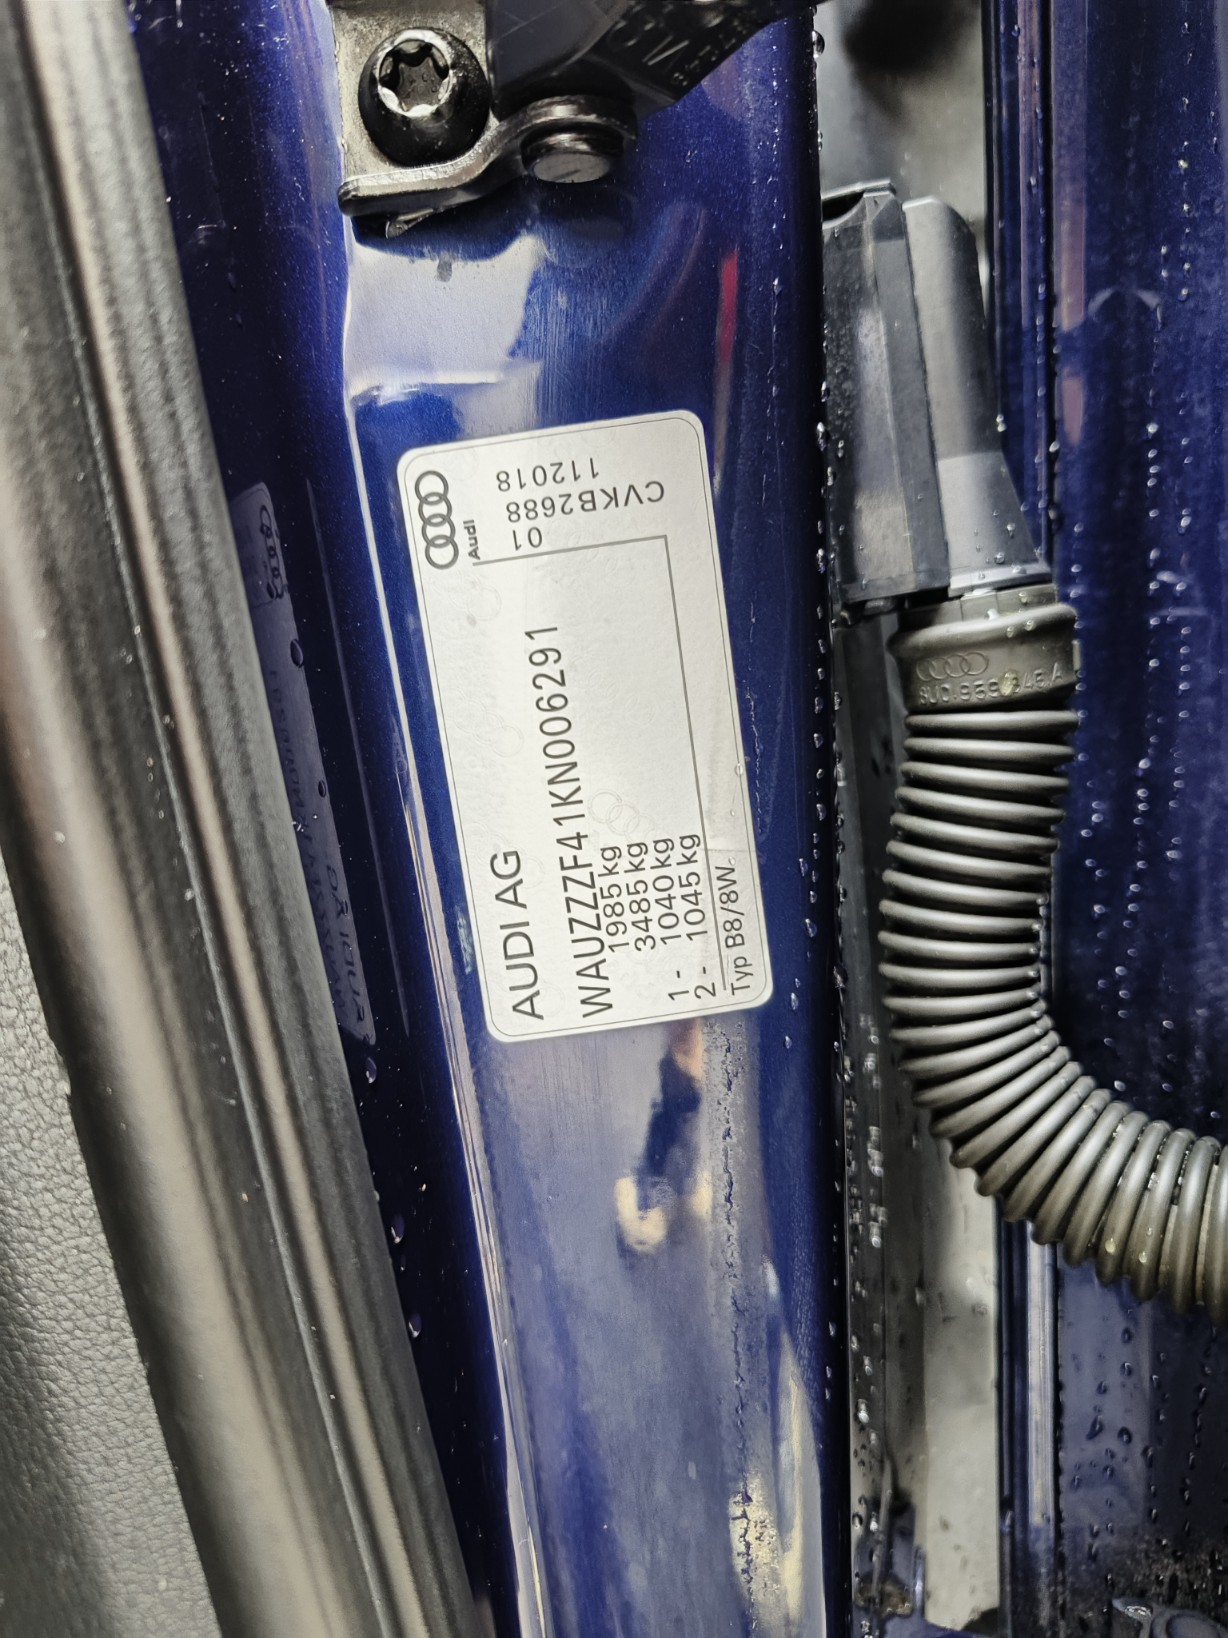 AUDI AG
WAUZZZF41KN006291
1985 kg
3485 kg
1 - 1040 kg
2 - 1045 kg
Typ B8/8W.
Audi
01
CVKB2688
112018